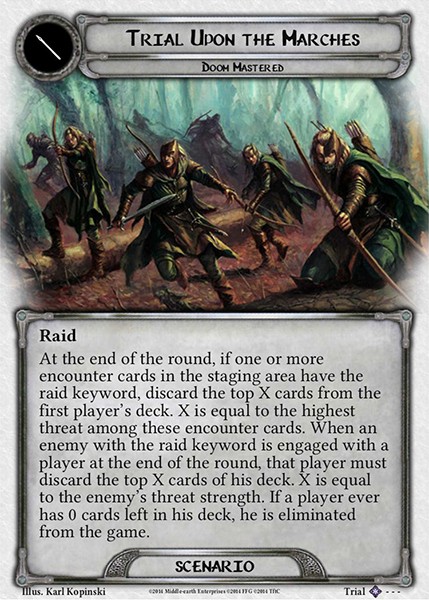 Trial Upon the Marches
Doom Mastered
Raid
At the end of the round, if one or more
encounter cards in the staging area have the
raid keyword, discard the top X cards from the
first player's deck. X is equal to the highest
threat among these encounter cards. When an
enemy with the raid keyword is engaged with a
player at the end of the round, that player must
discard the top X cards of his deck. X is equal
to the enemy's threat strength. If a player ever
has 0 cards left in his deck, he is eliminated
from the game.
SCENARIO
Illus. Karl Kopinski ©2014 Middle-earth Enterprises ©2014 FFG ©2014 THC Trial - - -